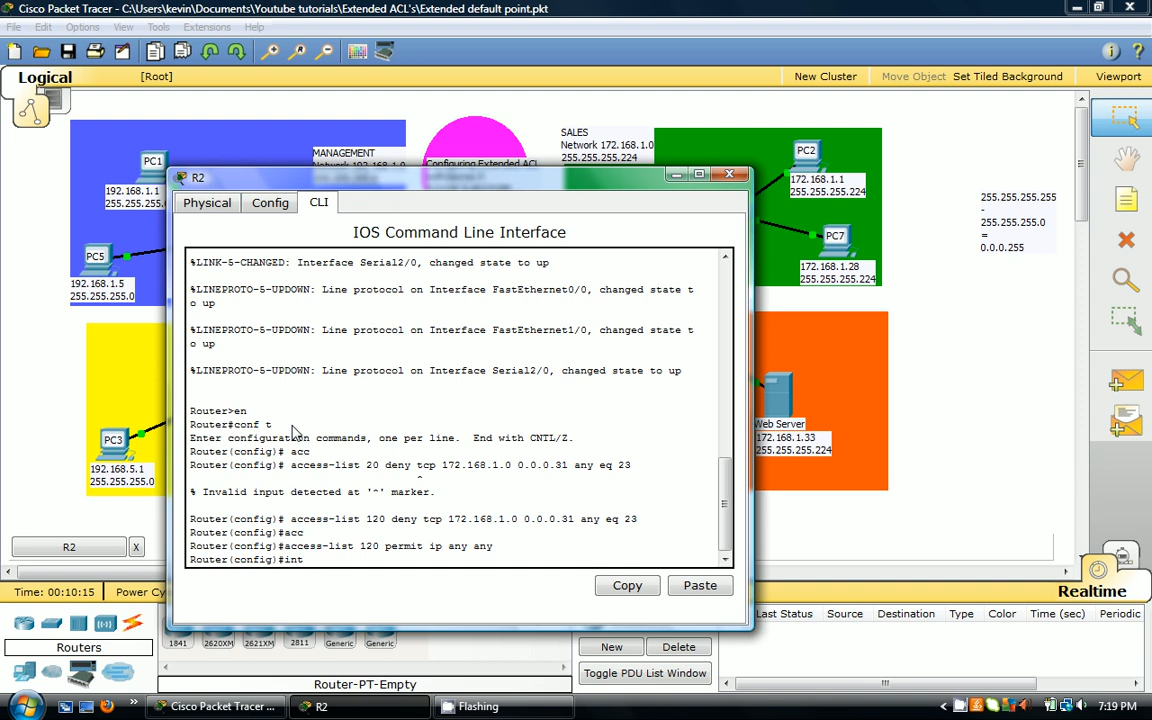 Cisco Packet Tracer - C:\Users\kevin\Documents\Youtube tutorials\Extended ACL's\Extended default point.pkt
File Edit Options View Tools Extensions Help
Logical
[Root]
New Cluster
Move Object
Set Tiled Background
Viewport
MANAGEMENT
Configuring Extended ACL
SALES
Network 172.168.1.0
255.255.255.224
PC1
192.168.1.1
PC5
192.168.1.5
255.255.255.0
PC3
192.168.5.1
255.255.255.0
PC2
172.168.1.1
255.255.255.224
PC7
172.168.1.28
255.255.255.224
255.255.255.255
-
255.255.255.0
=
0.0.0.255
Web Server
172.168.1.33
255.255.255.224
R2
Physical
Config
CLI
IOS Command Line Interface
%LINK-5-CHANGED: Interface Serial2/0, changed state to up
%LINEPROTO-5-UPDOWN: Line protocol on Interface FastEthernet0/0, changed state t
o up
%LINEPROTO-5-UPDOWN: Line protocol on Interface FastEthernet1/0, changed state t
o up
%LINEPROTO-5-UPDOWN: Line protocol on Interface Serial2/0, changed state to up
Router>en
Router#conf t
Enter configuration commands, one per line.  End with CNTL/Z.
Router(config)# acc
Router(config)# access-list 20 deny tcp 172.168.1.0 0.0.0.31 any eq 23
^
% Invalid input detected at '^' marker.
Router(config)# access-list 120 deny tcp 172.168.1.0 0.0.0.31 any eq 23
Router(config)#acc
Router(config)#access-list 120 permit ip any any
Router(config)#int
Copy
Paste
R2
X
Time: 00:10:15
Power Cy
Realtime
Routers
1841
2620XM
2621XM
2811
Generic
Generic
Router-PT-Empty
New
Delete
Toggle PDU List Window
Last Status
Source
Destination
Type
Color
Time (sec)
Periodic
Cisco Packet Tracer ...
R2
Flashing
7:19 PM